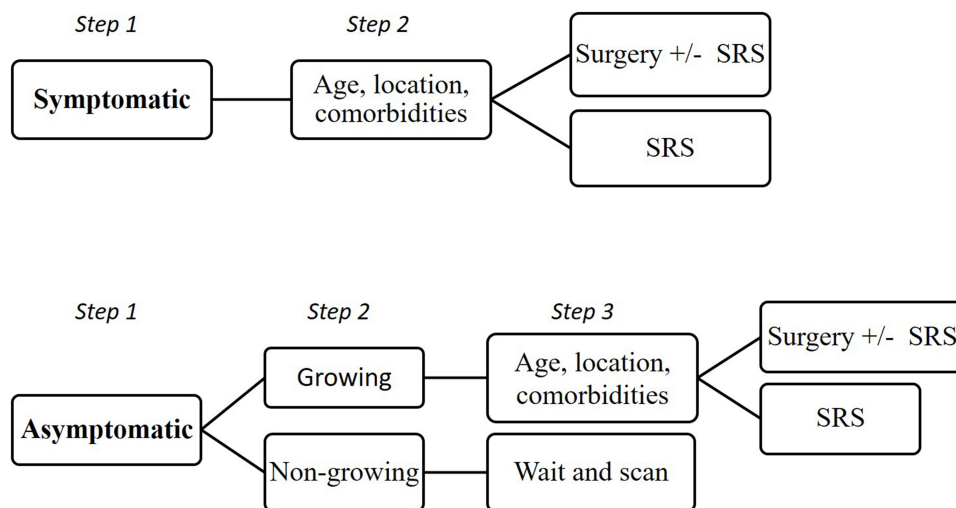 Step 1
Step 2
Symptomatic
Age, location,
comorbidities
Surgery +/-  SRS
SRS
Step 1
Step 2
Step 3
Asymptomatic
Growing
Age, location,
comorbidities
Surgery +/-  SRS
SRS
Non-growing
Wait and scan